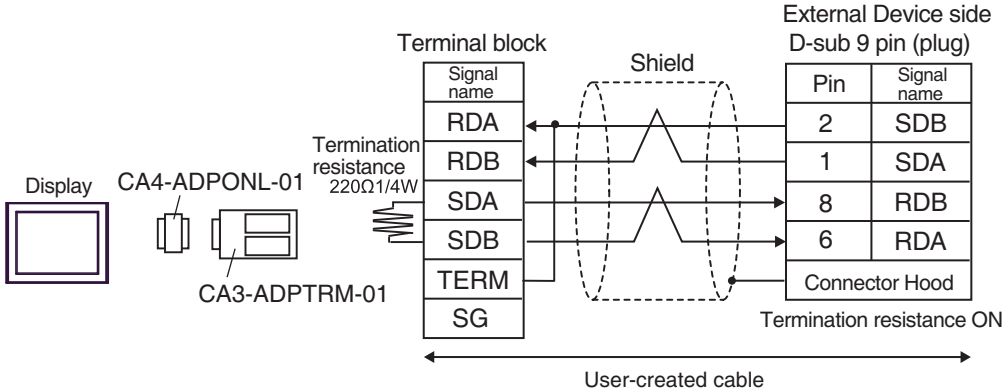 External Device side
D-sub 9 pin (plug)
Terminal block
Shield
Signal name
Pin
Signal name
RDA
2
SDB
RDB
1
SDA
Termination resistance
220Ω1/4W
SDA
8
RDB
SDB
6
RDA
TERM
Connector Hood
SG
Termination resistance ON
Display
CA4-ADPONL-01
CA3-ADPTRM-01
User-created cable